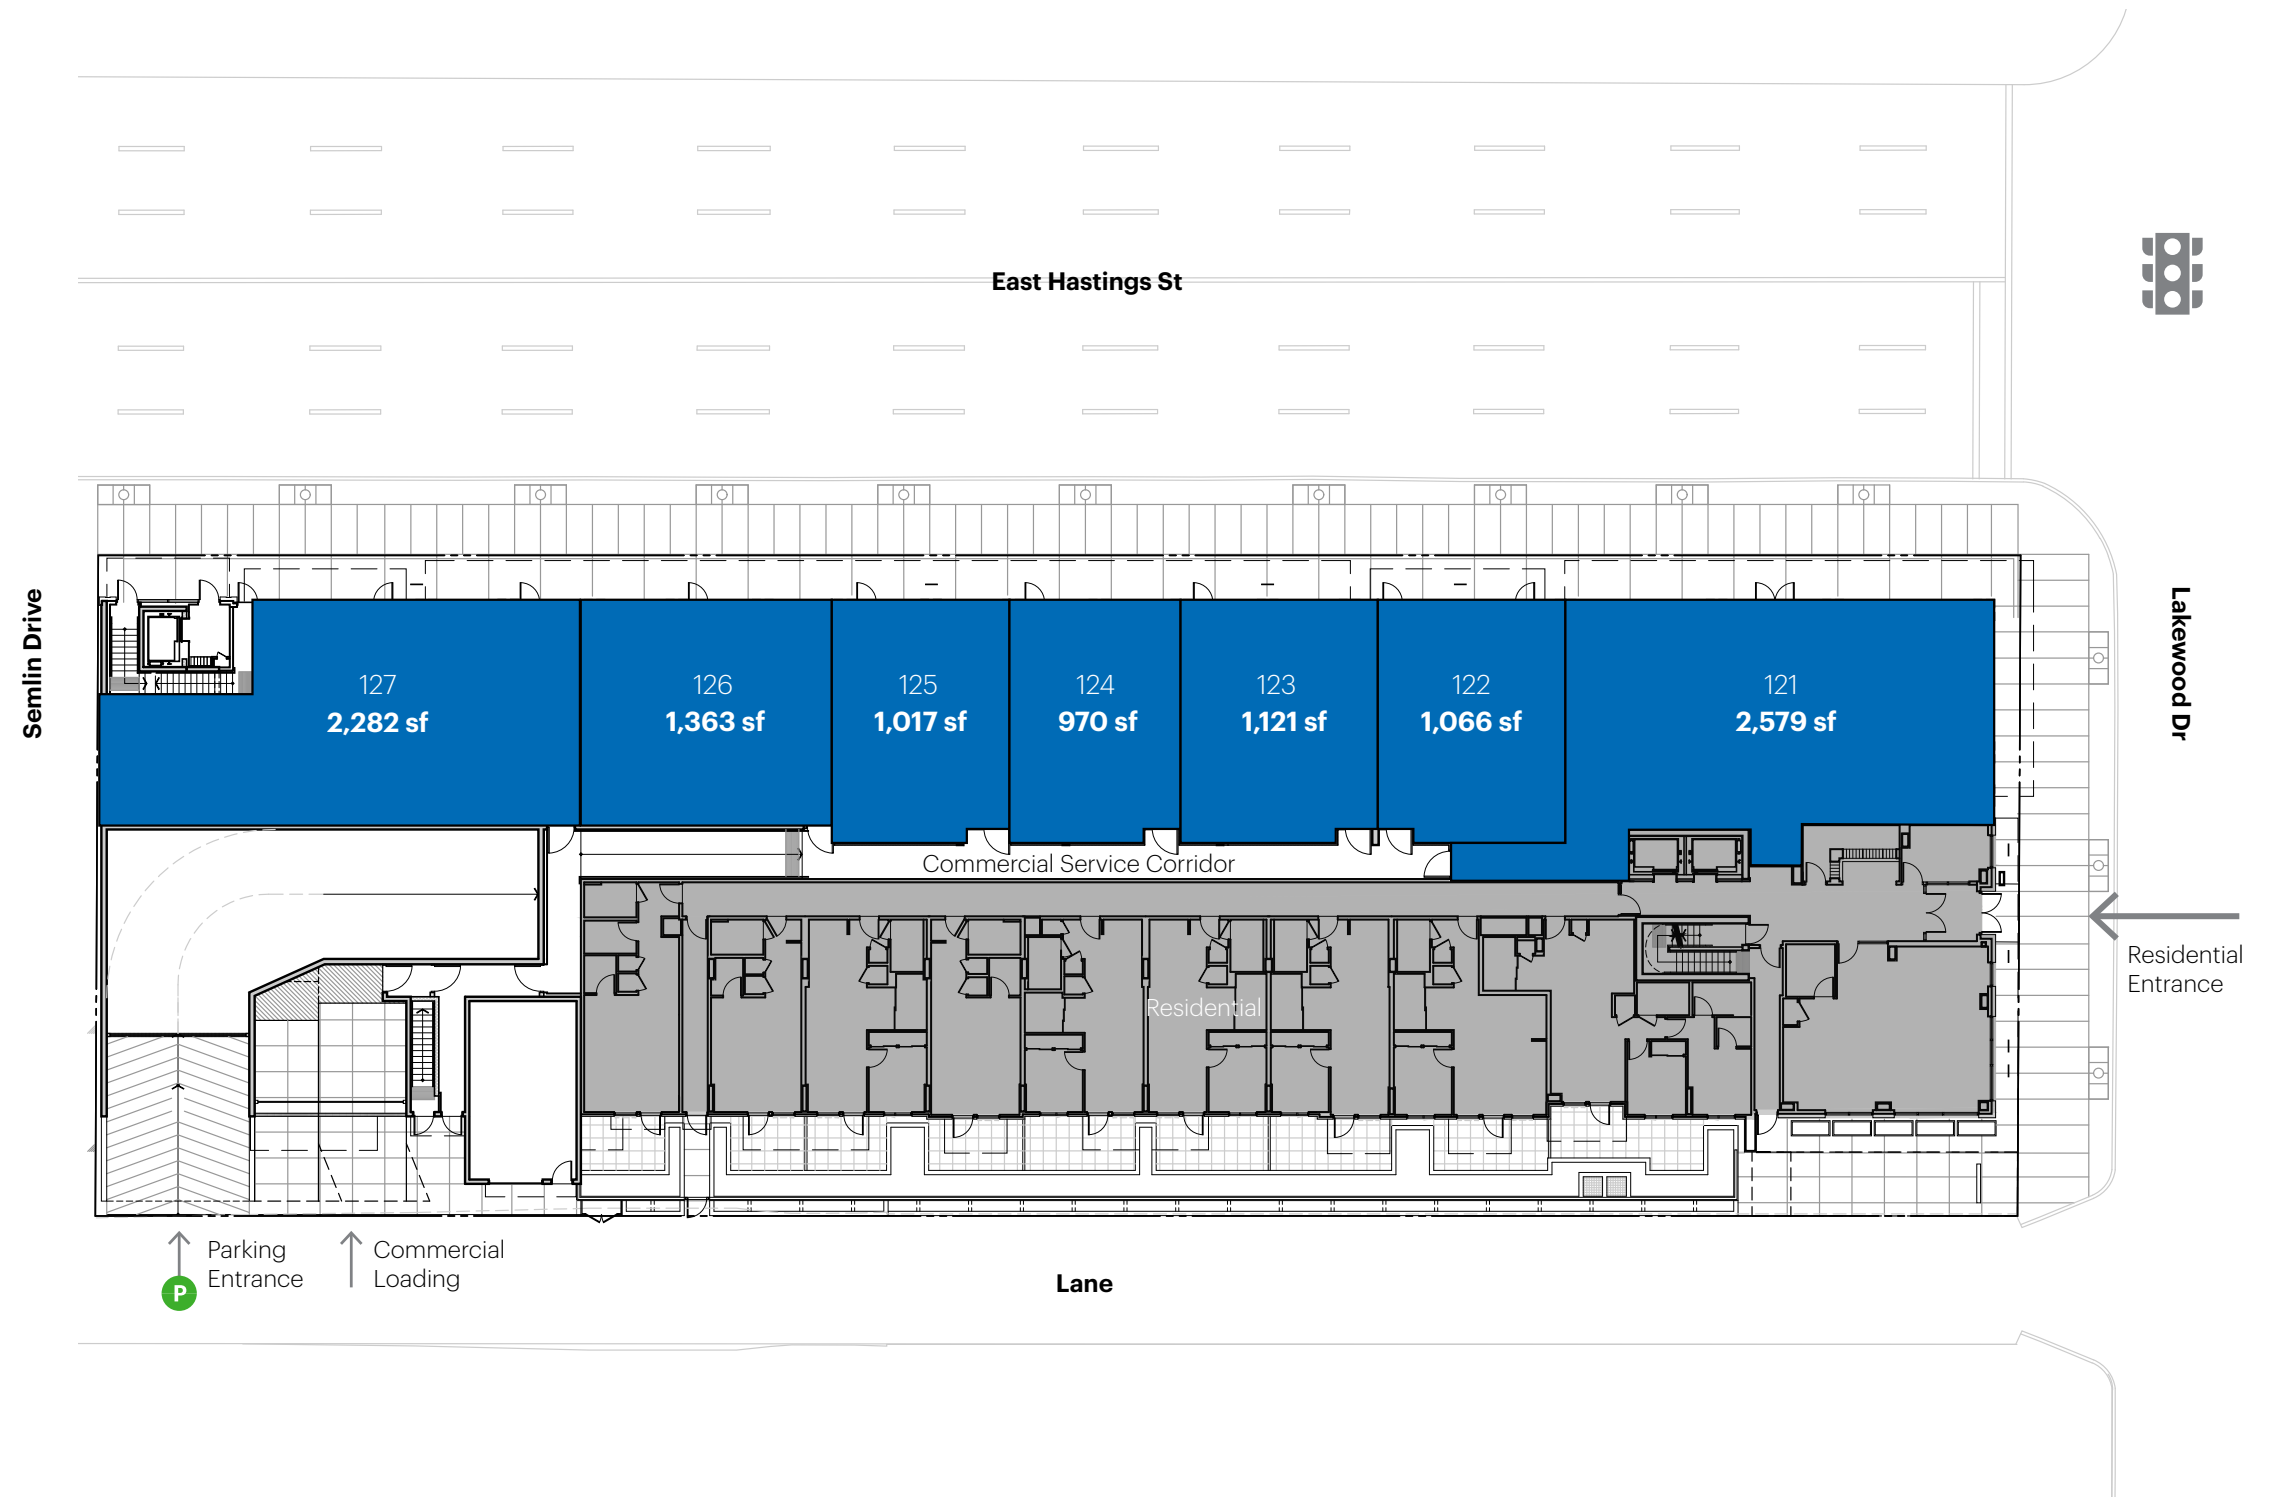 East Hastings St
Semlin Drive
127
2,282 sf
126
1,363 sf
125
1,017 sf
124
970 sf
123
1,121 sf
122
1,066 sf
121
2,579 sf
Lakewood Dr
Commercial Service Corridor
Residential
Residential
Entrance
Parking
Entrance
P
Commercial
Loading
Lane